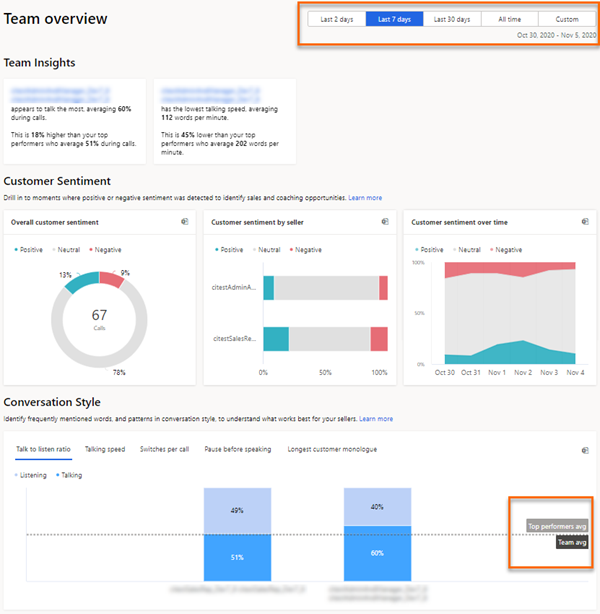 Team overview
Last 2 days
Last 7 days
Last 30 days
All time
Custom
Oct 30, 2020 - Nov 5, 2020
Team Insights
appears to talk the most, averaging 60%
during calls.
This is 18% higher than your top
performers who average 51% during calls.
has the lowest talking speed, averaging
112 words per minute.
This is 45% lower than your top
performers who average 202 words per
minute.
Customer Sentiment
Drill in to moments where positive or negative sentiment was detected to identify sales and coaching opportunities. Learn more
Overall customer sentiment
Positive Neutral Negative
13%
9%
67
Calls
78%
Customer sentiment by seller
Positive Neutral Negative
citestAdminA...
citestSalesRe...
0% 50% 100%
Customer sentiment over time
Positive Neutral Negative
100%
50%
0%
Oct 30 Oct 31 Nov 1 Nov 2 Nov 3 Nov 4
Conversation Style
Identify frequently mentioned words, and patterns in conversation style, to understand what works best for your sellers. Learn more
Talk to listen ratio
Talking speed
Switches per call
Pause before speaking
Longest customer monologue
Listening Talking
49%
40%
51%
60%
Top performers avg
Team avg